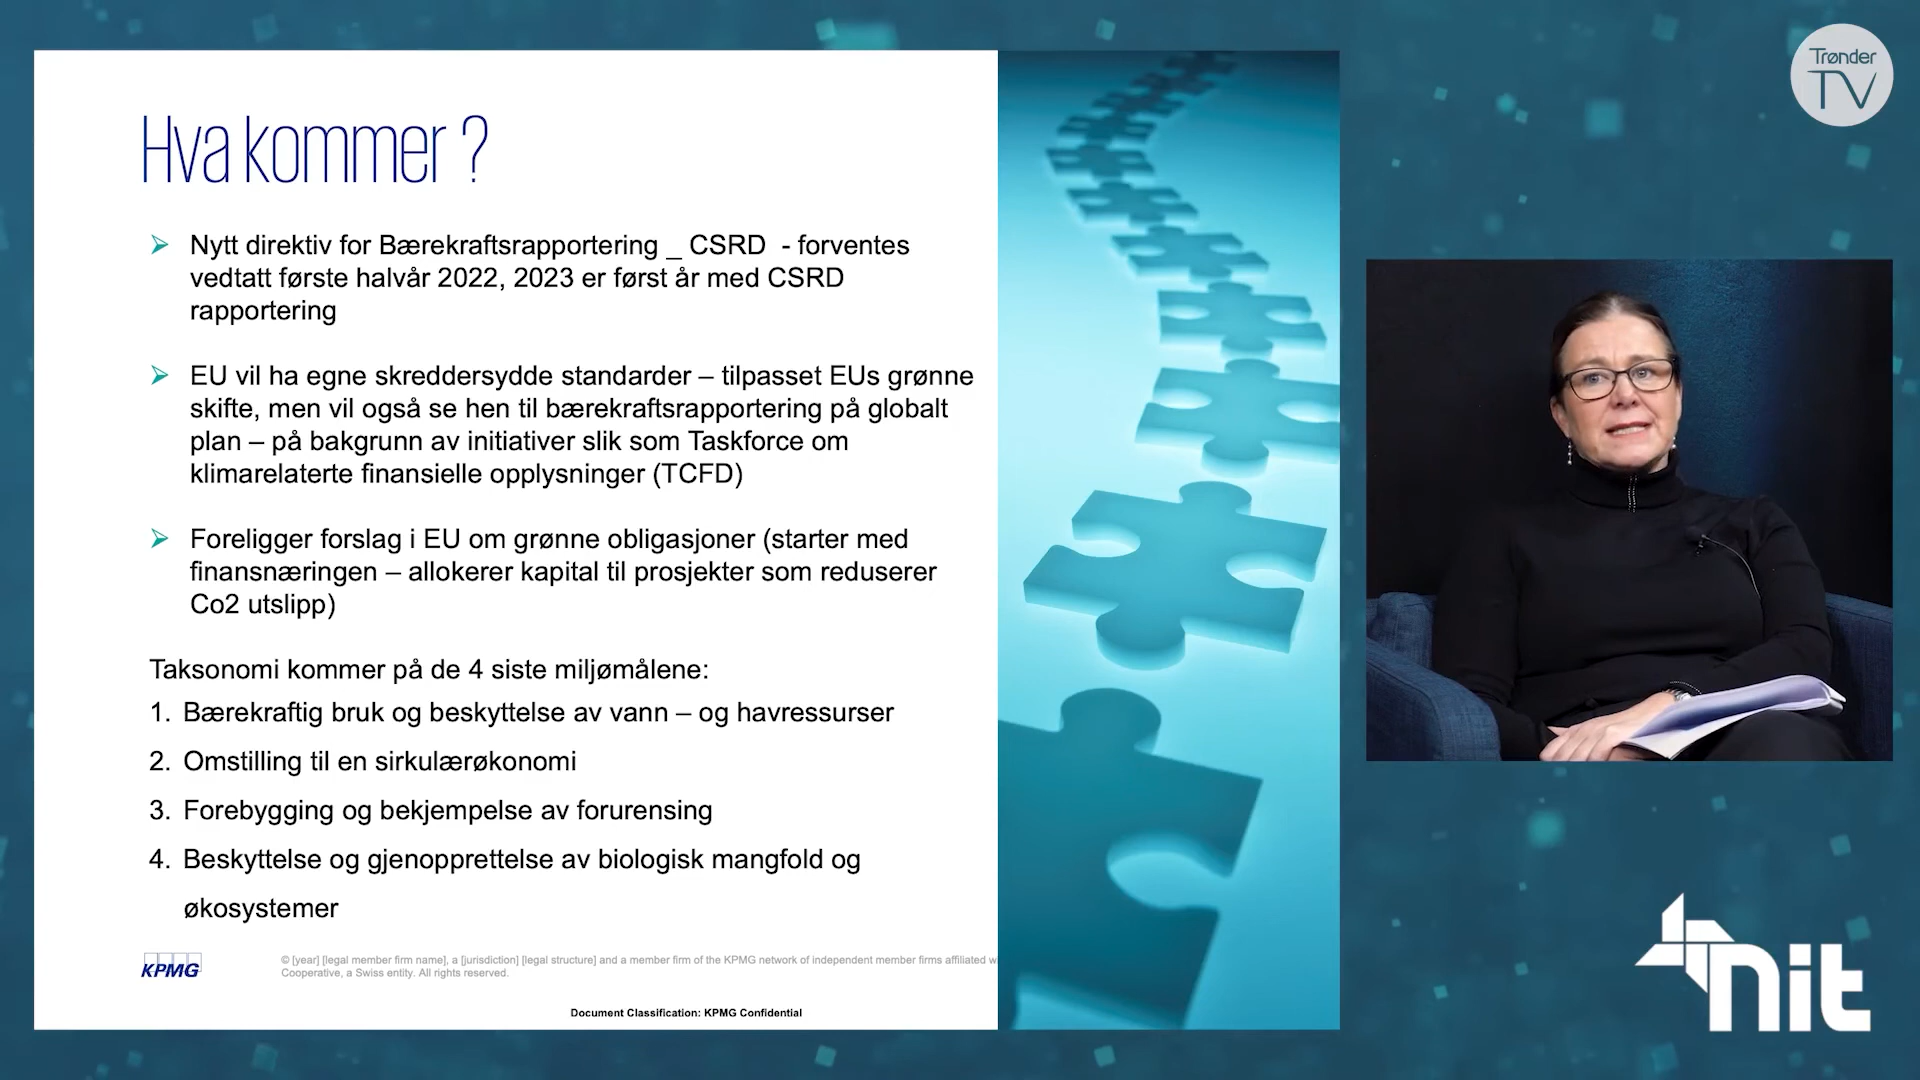 Trønder
TV
Hva kommer ?
Nytt direktiv for Bærekraftsrapportering _ CSRD - forventes
vedtatt første halvår 2022, 2023 er først år med CSRD
rapportering
EU vil ha egne skreddersydde standarder – tilpasset EUs grønne
skifte, men vil også se hen til bærekraftsrapportering på globalt
plan – på bakgrunn av initiativer slik som Taskforce om
klimarelaterte finansielle opplysninger (TCFD)
Foreligger forslag i EU om grønne obligasjoner (starter med
finansnæringen – allokerer kapital til prosjekter som reduserer
Co2 utslipp)
Taksonomi kommer på de 4 siste miljømålene:
1. Bærekraftig bruk og beskyttelse av vann – og havressurser
2. Omstilling til en sirkulærøkonomi
3. Forebygging og bekjempelse av forurensing
4. Beskyttelse og gjenopprettelse av biologisk mangfold og
økosystemer
KPMG
© [year] [legal member firm name], a [jurisdiction] [legal structure] and a member firm of the KPMG network of independent member firms affiliated w
Cooperative, a Swiss entity. All rights reserved.
Document Classification: KPMG Confidential
nit